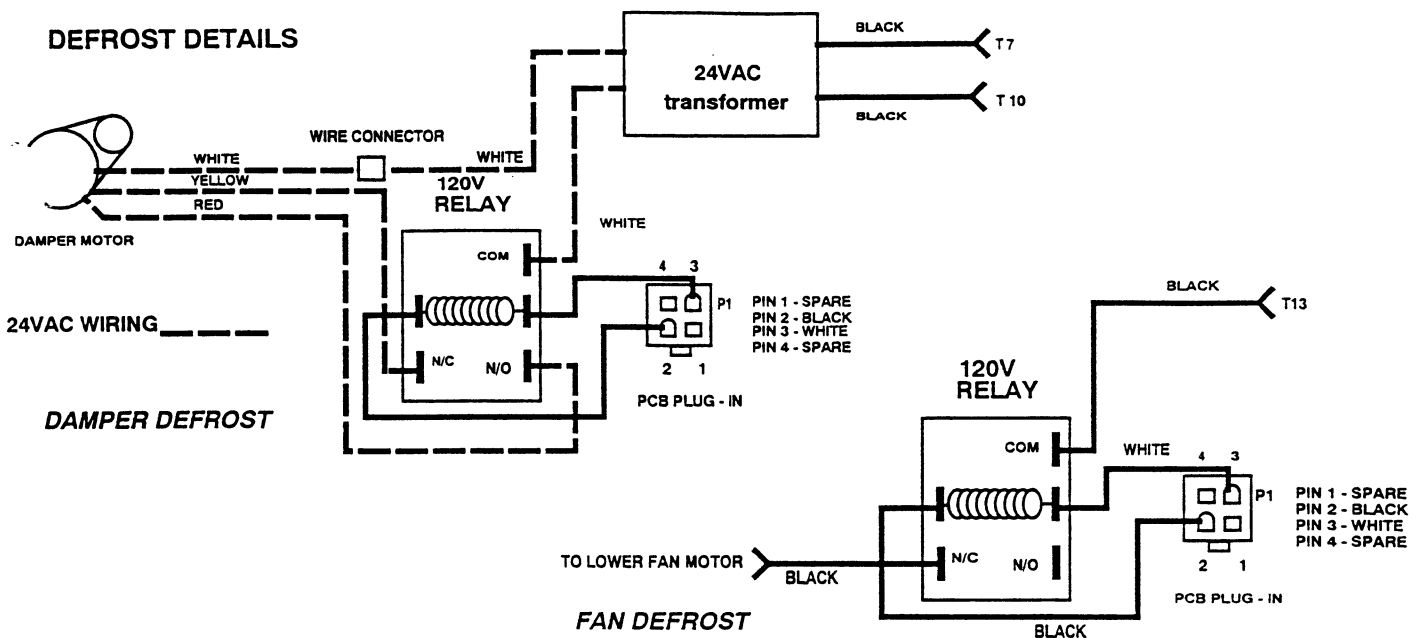 DEFROST DETAILS
24VAC
transformer
BLACK
T7
BLACK
T 10
WIRE CONNECTOR
WHITE
WHITE
YELLOW
RED
DAMPER MOTOR
120V
RELAY
WHITE
COM
N/C
N/O
4 3
P1
2 1
PIN 1 - SPARE
PIN 2 - BLACK
PIN 3 - WHITE
PIN 4 - SPARE
PCB PLUG - IN
24VAC WIRING
DAMPER DEFROST
BLACK
T13
120V
RELAY
COM
WHITE
N/C
N/O
4 3
P1
2 1
PIN 1 - SPARE
PIN 2 - BLACK
PIN 3 - WHITE
PIN 4 - SPARE
PCB PLUG - IN
TO LOWER FAN MOTOR
BLACK
BLACK
FAN DEFROST